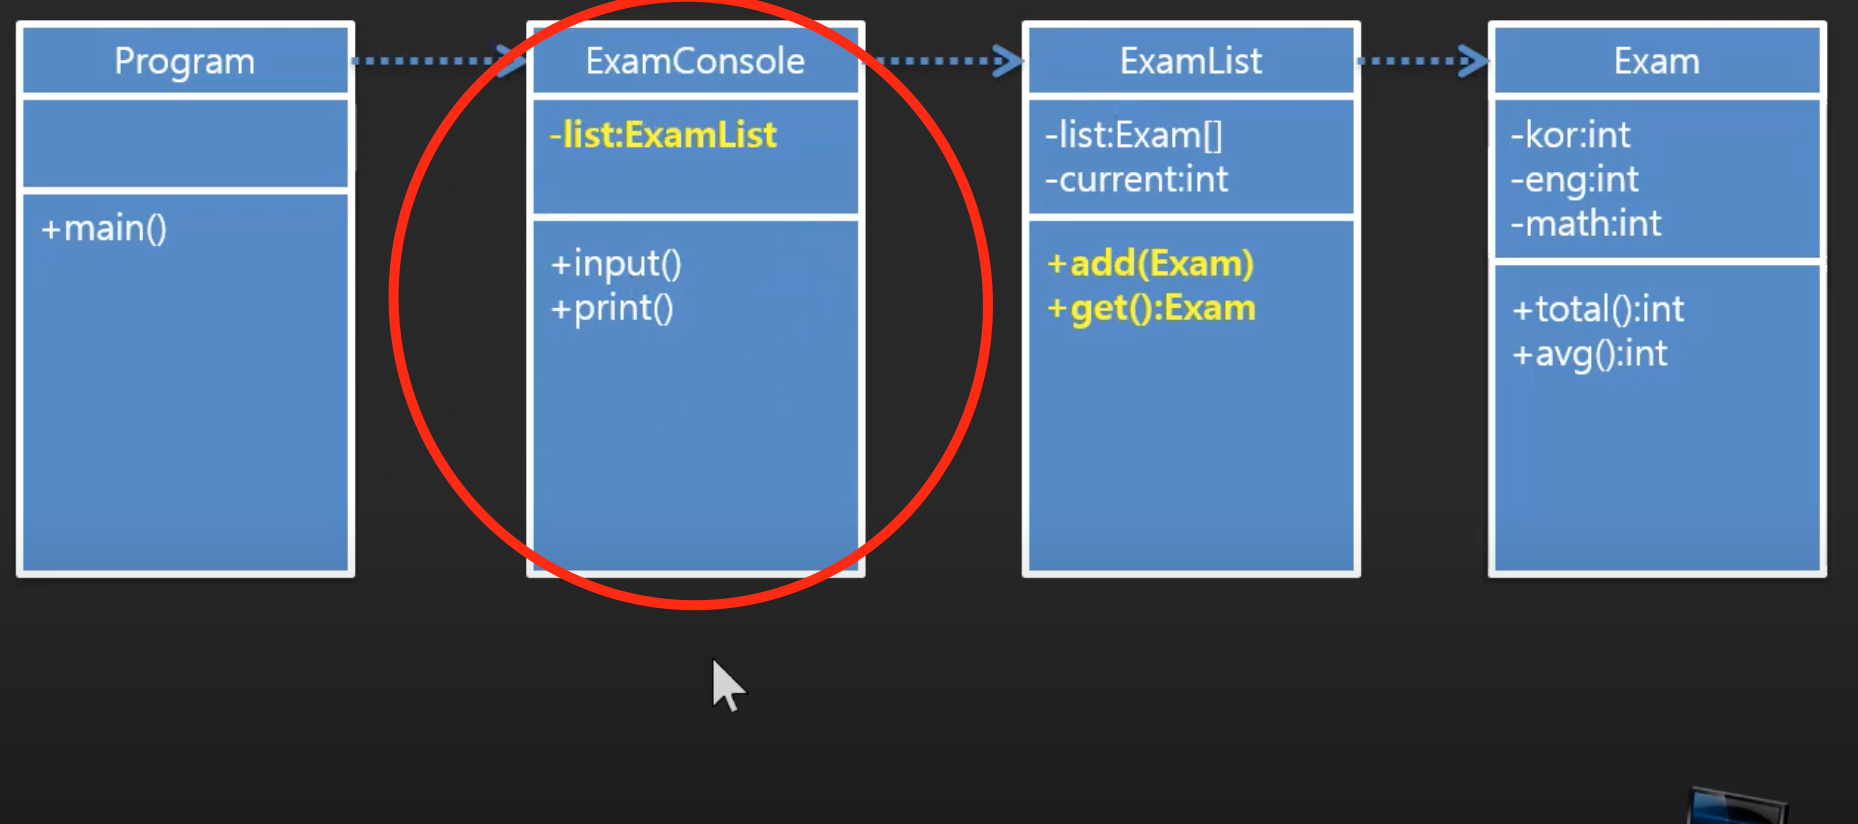 Program
+main()
ExamConsole
-list:ExamList
+input()
+print()
ExamList
-list:Exam[]
-current:int
+add(Exam)
+get():Exam
Exam
-kor:int
-eng:int
-math:int
+total():int
+avg():int